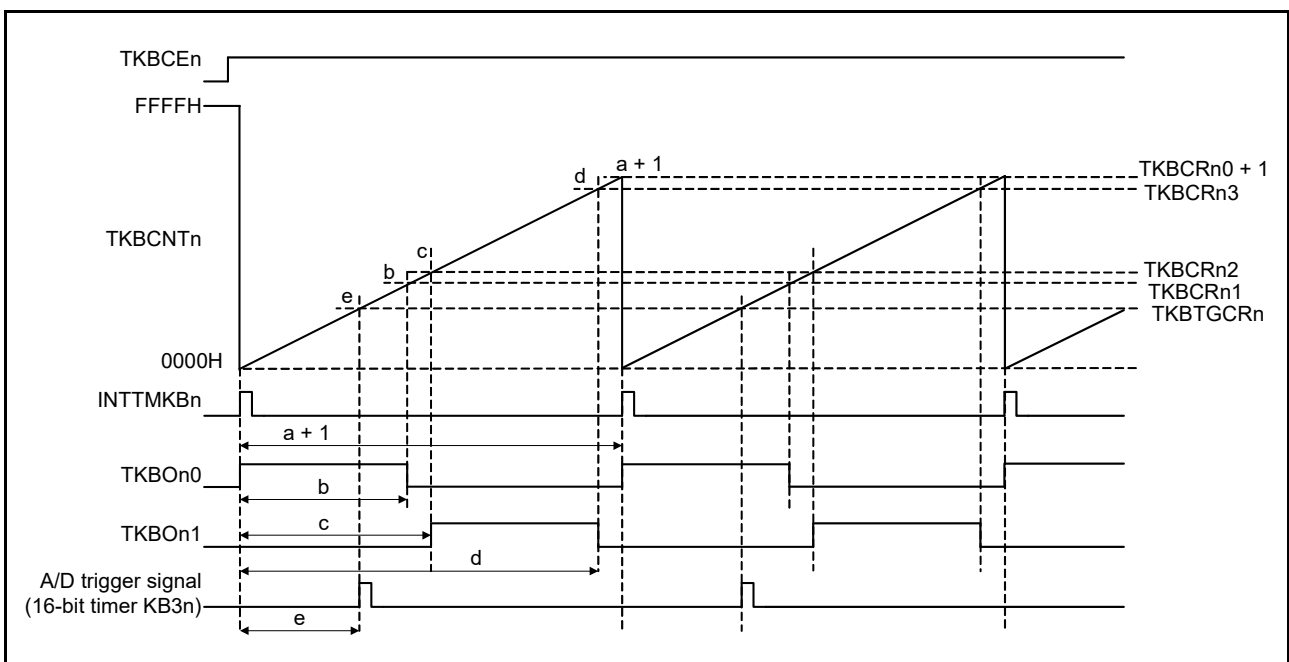 TKBCEn
FFFFH
a + 1
TKBCRn0 + 1
d
TKBCRn3
TKBCNTn
c
b
TKBCRn2
TKBCRn1
e
TKBTGCRn
0000H
INTTMKBn
a + 1
TKBOn0
b
c
TKBOn1
d
A/D trigger signal
(16-bit timer KB3n)
e